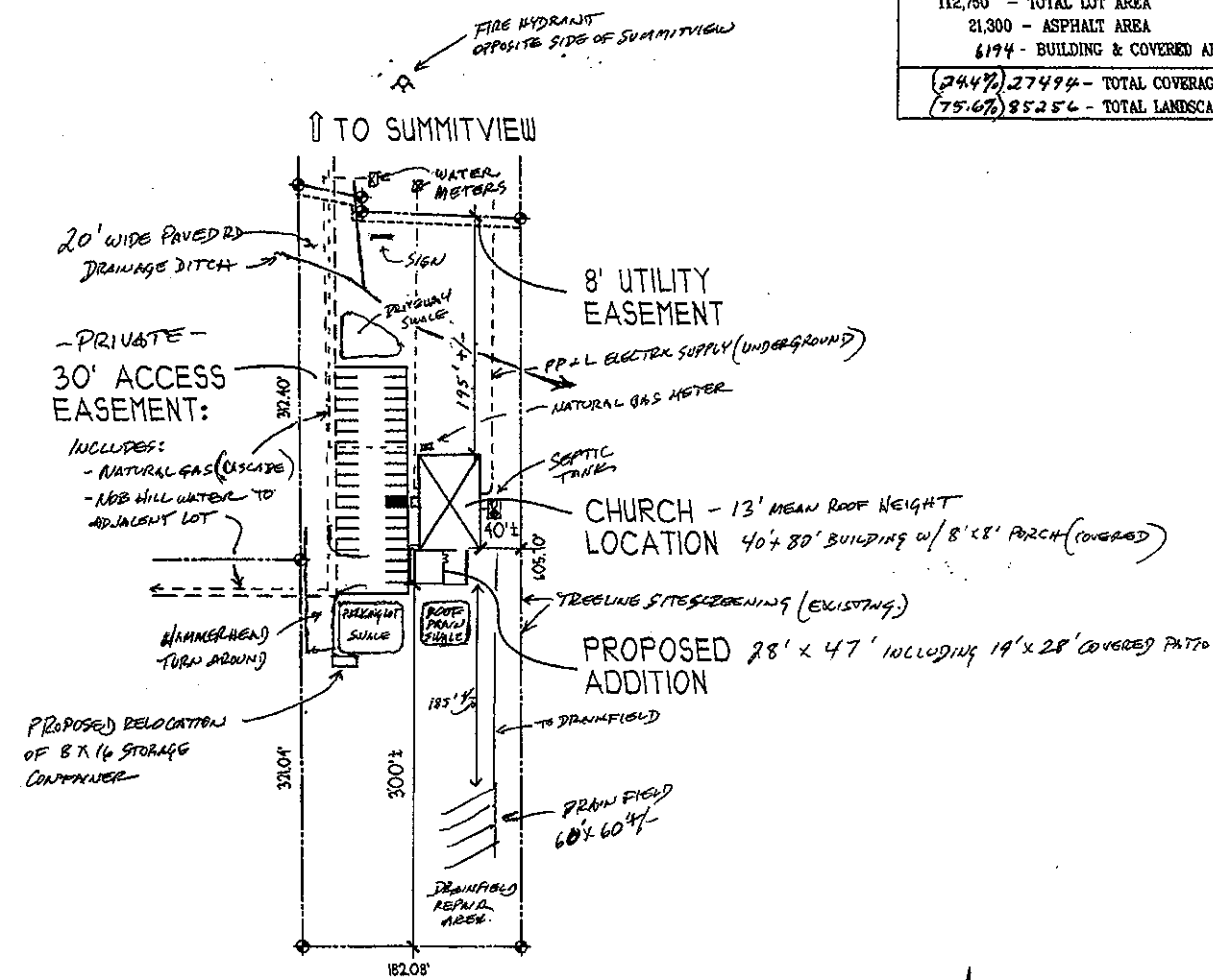 FIRE HYDRANT
OPPOSITE SIDE OF SUMMITVIEW
112,750 - TOTAL LOT AREA
21,300 - ASPHALT AREA
6194 - BUILDING & COVERED
(24.4%) 27494 - TOTAL COVERAG
(75.6%) 85256 - TOTAL LANDSCA
⇧ TO SUMMITVIEW
WATER
METERS
20' WIDE PAVED RD
DRAINAGE DITCH
SIGN
DRIVEWAY
SWALE
8' UTILITY
EASEMENT
PP&L ELECTRIC SUPPLY (UNDERGROUND)
195' +-
NATURAL GAS METER
- PRIVATE -
30' ACCESS
EASEMENT:
312.40'
INCLUDES:
- NATURAL GAS (CASCADE)
- NOB HILL WATER TO
ADJACENT LOT
SEPTIC
TANKS
CHURCH - 13' MEAN ROOF HEIGHT
LOCATION 40'x 80' BUILDING W/ 8'x8' PORCH (COVERED)
40'±
605.10'
TREELINE SITESCREENING (EXISTING)
HAMMERHEAD
TURN AROUND
PARKING LOT
SWALE
ROOF
DRAIN
SWALE
PROPOSED 28' x 47' INCLUDING 19'x28' COVERED PATIO
ADDITION
185' +/-
TO DRAINFIELD
PROPOSED RELOCATION
OF 8 X 16 STORAGE
CONTAINER
321.04'
300'±
DRAIN FIELD
60'x60' +/-
DRAINFIELD
REPAIR
AREA.
182.08'